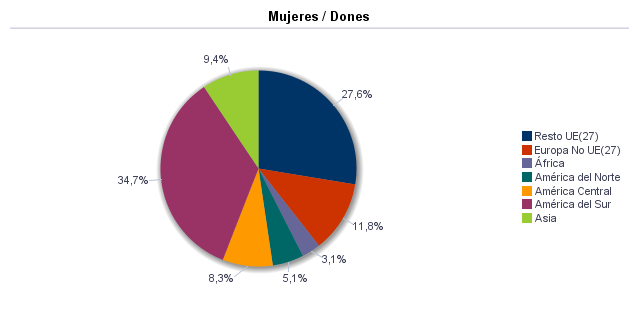 Mujeres / Dones
9,4%
27,6%
34,7%
11,8%
3,1%
5,1%
8,3%
Resto UE(27)
Europa No UE(27)
África
América del Norte
América Central
América del Sur
Asia